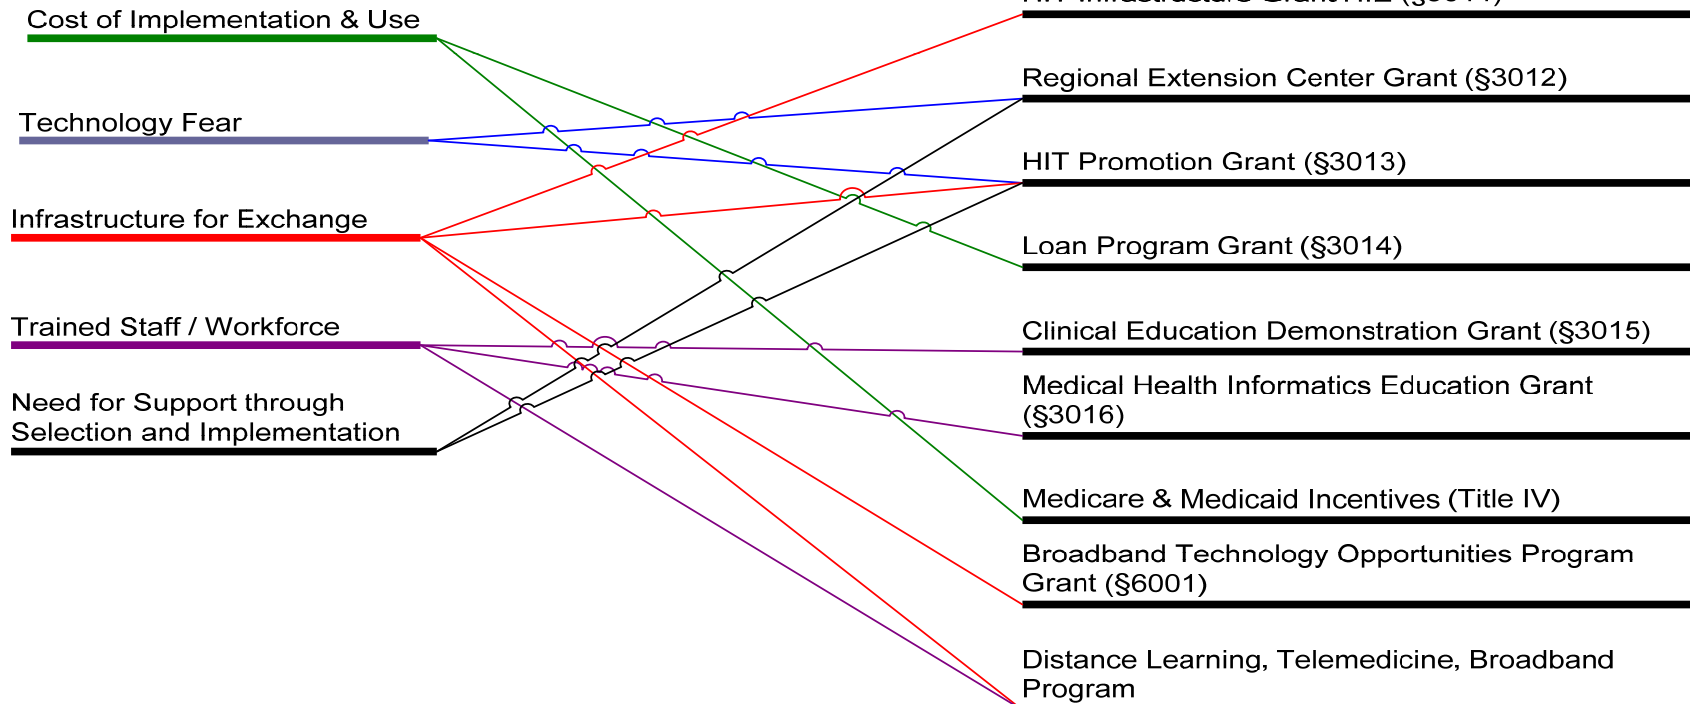 Cost of Implementation & Use
Technology Fear
Infrastructure for Exchange
Trained Staff / Workforce
Need for Support through
Selection and Implementation
Regional Extension Center Grant (§3012)
HIT Promotion Grant (§3013)
Loan Program Grant (§3014)
Clinical Education Demonstration Grant (§3015)
Medical Health Informatics Education Grant
(§3016)
Medicare & Medicaid Incentives (Title IV)
Broadband Technology Opportunities Program
Grant (§6001)
Distance Learning, Telemedicine, Broadband
Program